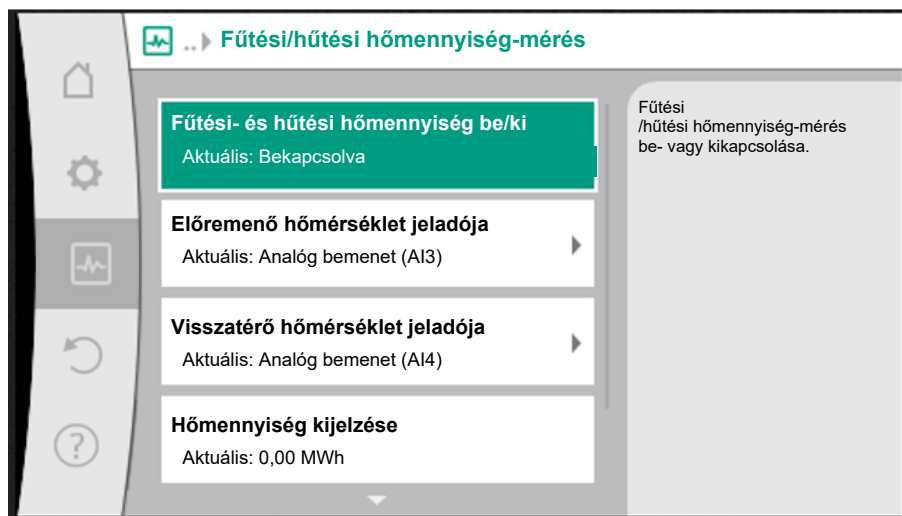 ..▸ Fűtési/hűtési hőmennyiség-mérés
Fűtési- és hűtési hőmennyiség be/ki
Aktuális: Bekapcsolva
Előremenő hőmérséklet jeladója
Aktuális: Analóg bemenet (AI3)
Visszatérő hőmérséklet jeladója
Aktuális: Analóg bemenet (AI4)
Hőmennyiség kijelzése
Aktuális: 0,00 MWh
Fűtési
/hűtési hőmennyiség-mérés
be- vagy kikapcsolása.
?